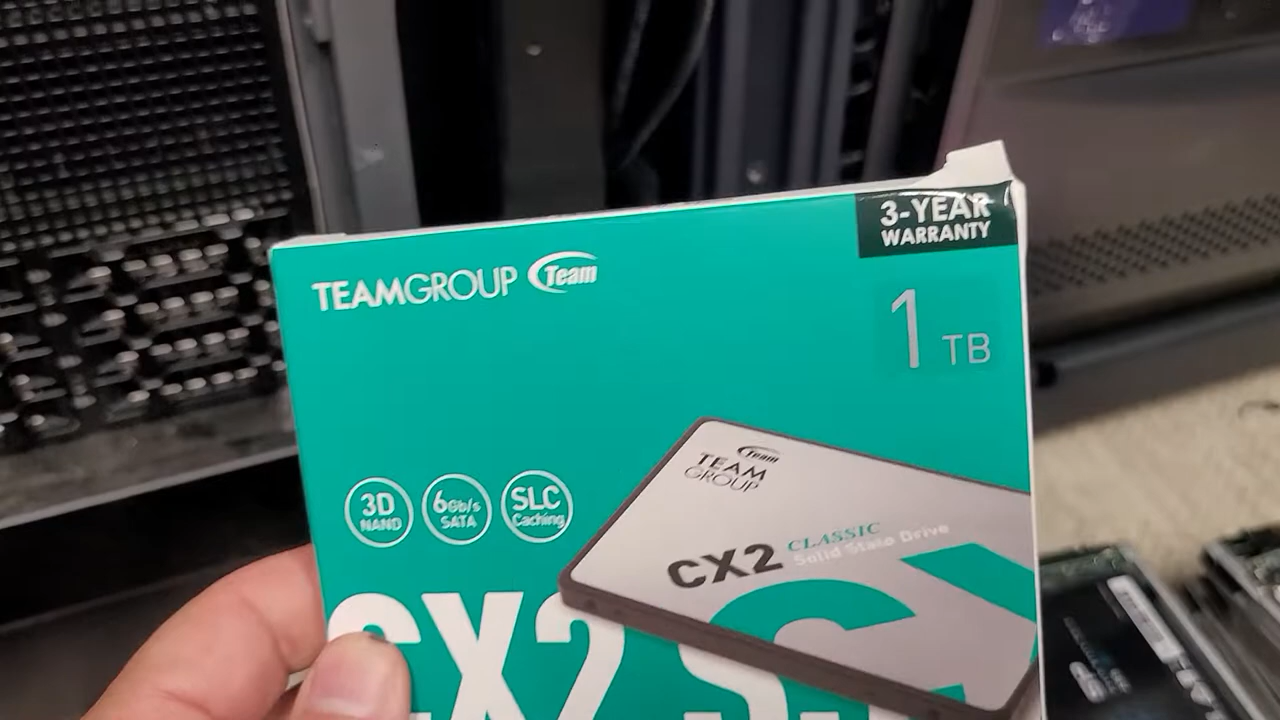 3-YEAR
WARRANTY
TEAMGROUP Team
1 TB
3D
NAND
6Gb/s
SATA
SLC
Caching
Team
TEAM
GROUP
CX2 CLASSIC
Solid State Drive
CX2 S